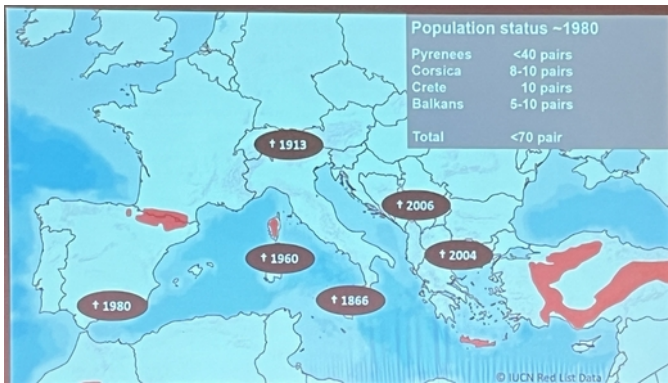 Population status ~1980
Pyrenees <40 pairs
Corsica 8-10 pairs
Crete 10 pairs
Balkans 5-10 pairs
Total <70 pair
† 1913
† 2006
† 2004
† 1960
† 1980
† 1866
© IUCN Red List Data